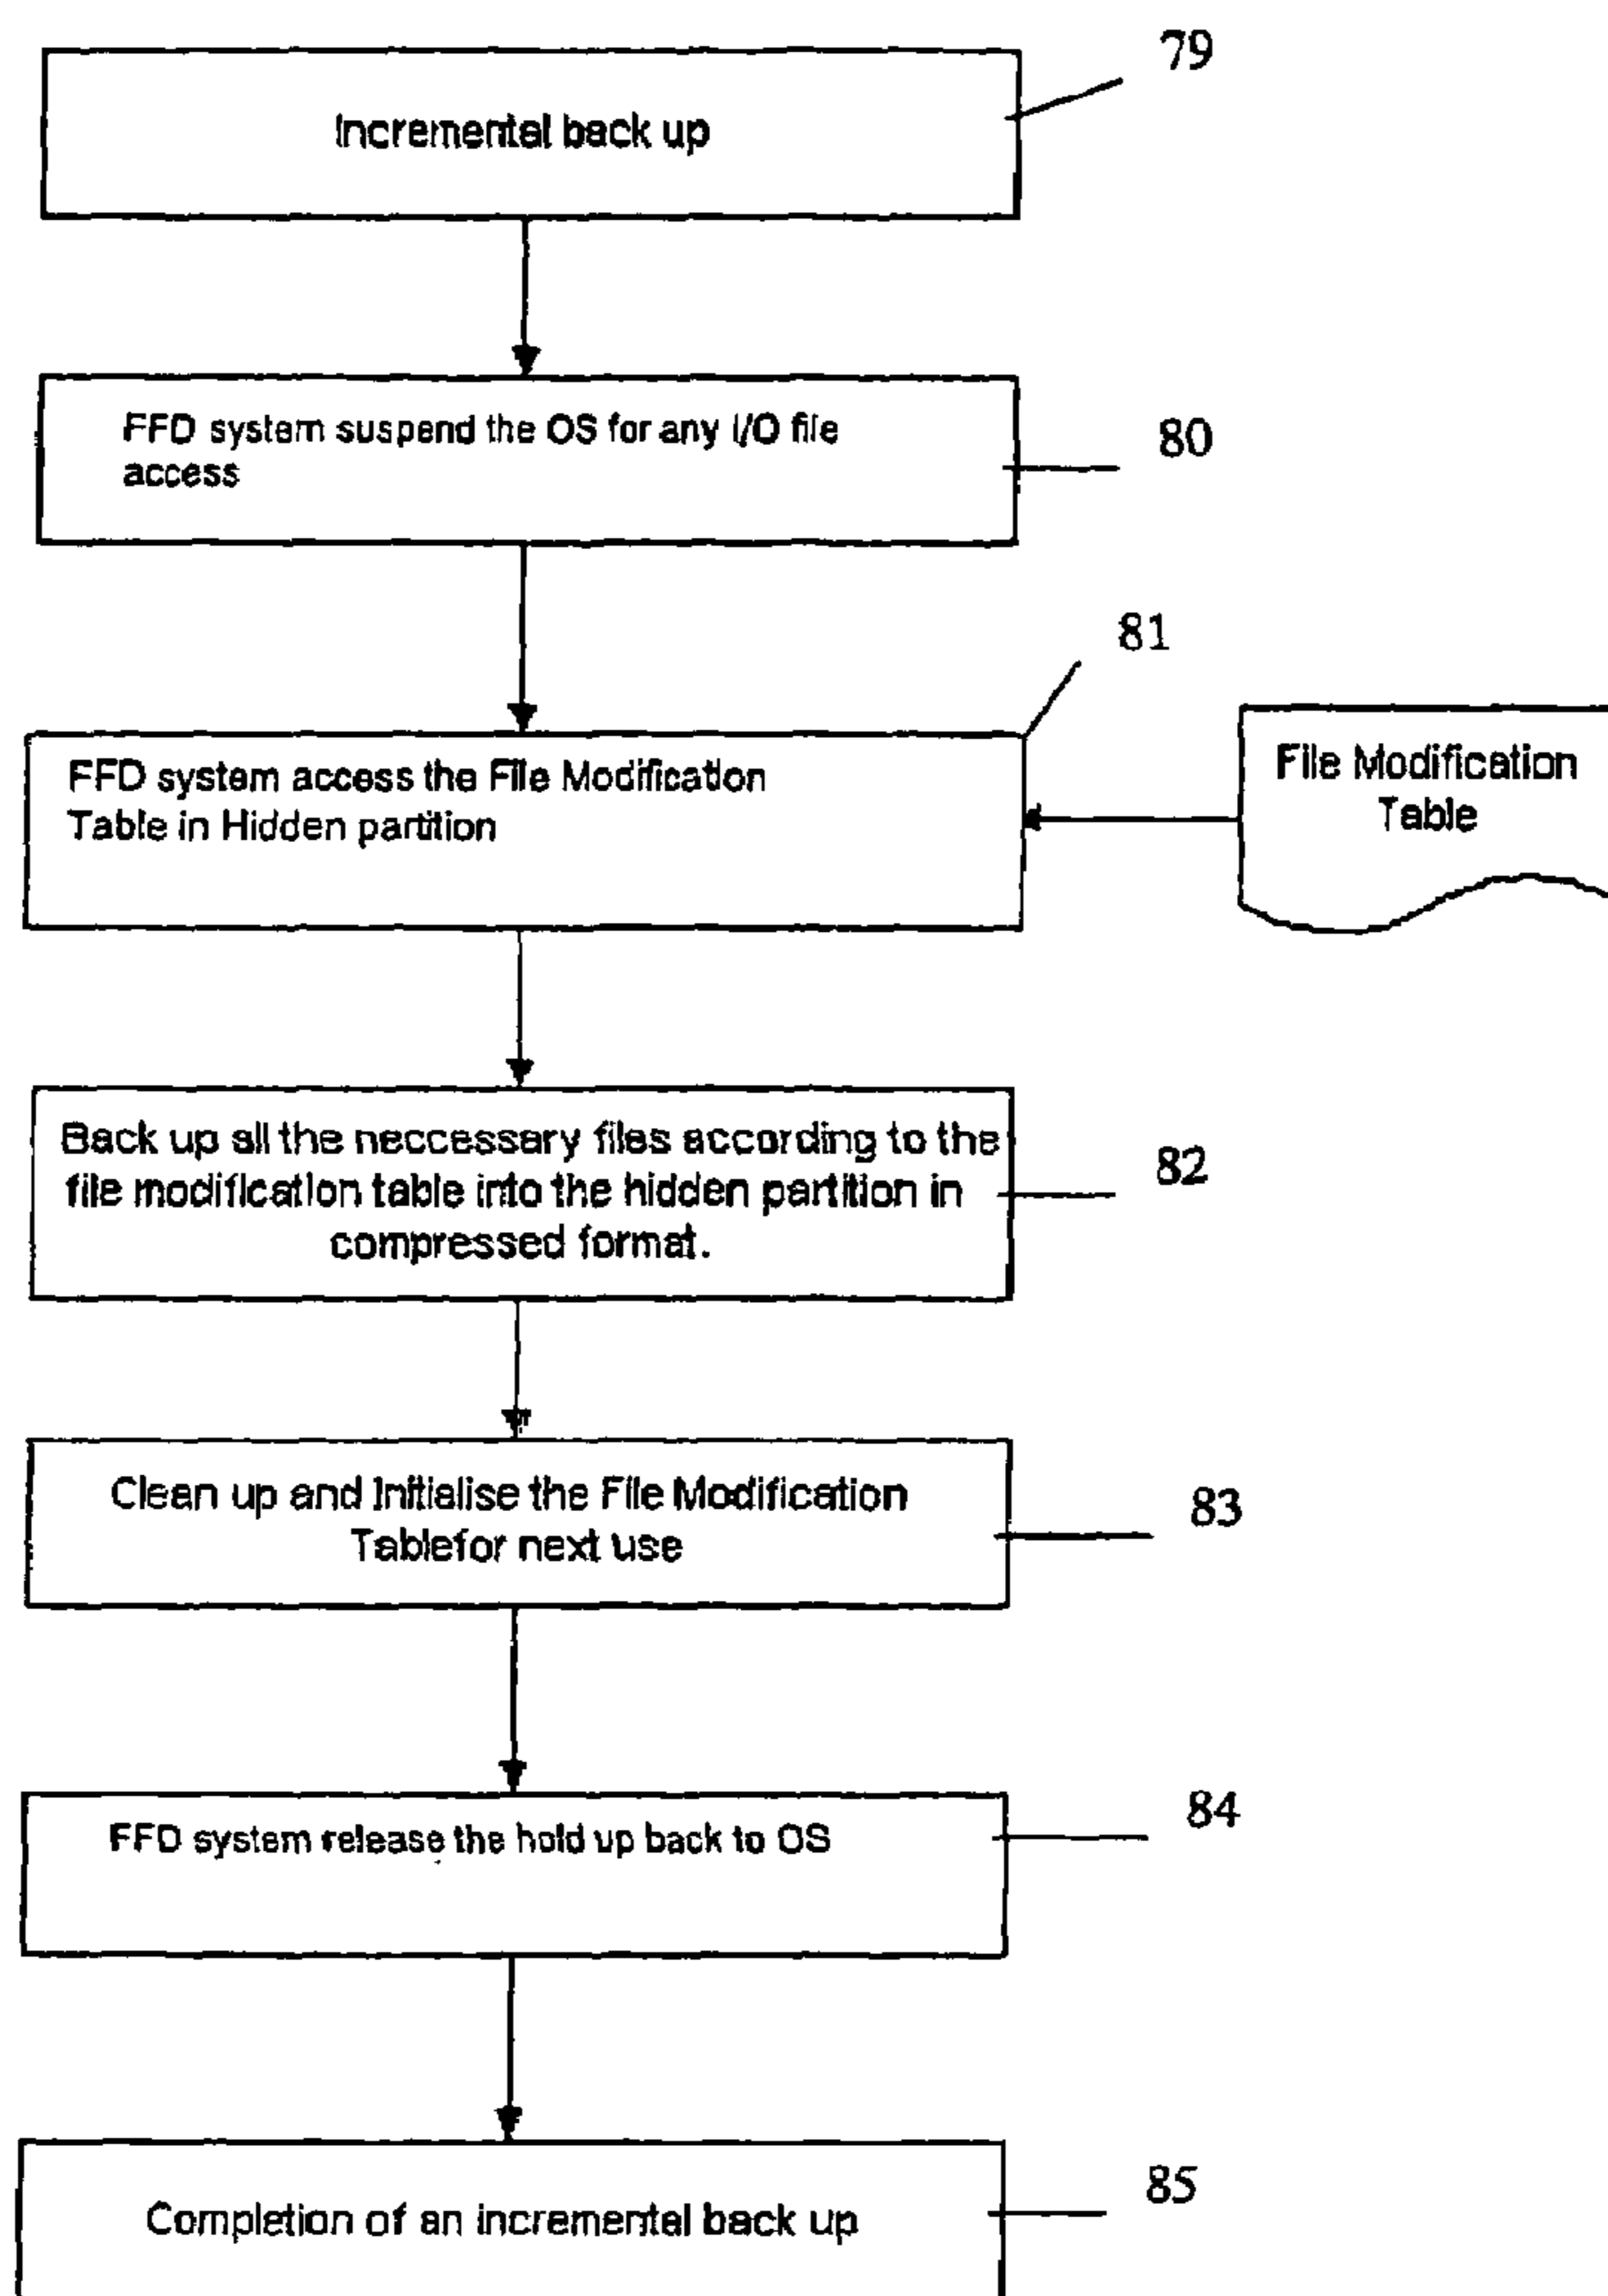 79
Incremental back up
FFD system suspend the OS for any I/O file
access
80
81
FFD system access the File Modification
Table in Hidden partition
File Modification
Table
Back up all the neccessary files according to the
file modification table into the hidden partition in
compressed format.
82
Clean up and Initialise the File Modification
Tablefor next use
83
FFD system release the hold up back to OS
84
Completion of an incremental back up
85